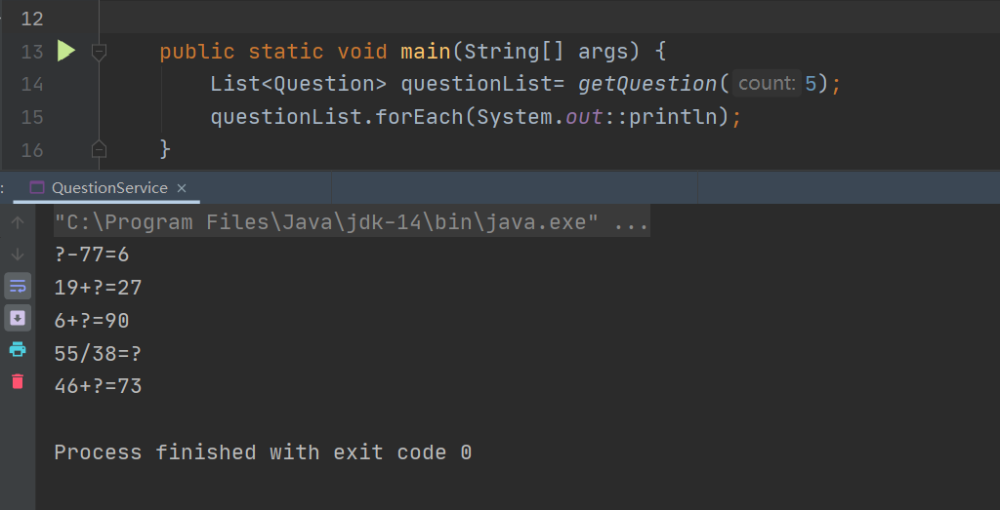 12
13 public static void main(String[] args) {
14 List<Question> questionList= getQuestion( count: 5);
15 questionList.forEach(System.out::println);
16 }
: QuestionService ×
"C:\Program Files\Java\jdk-14\bin\java.exe" ...
?-77=6
19+?=27
6+?=90
55/38=?
46+?=73
Process finished with exit code 0